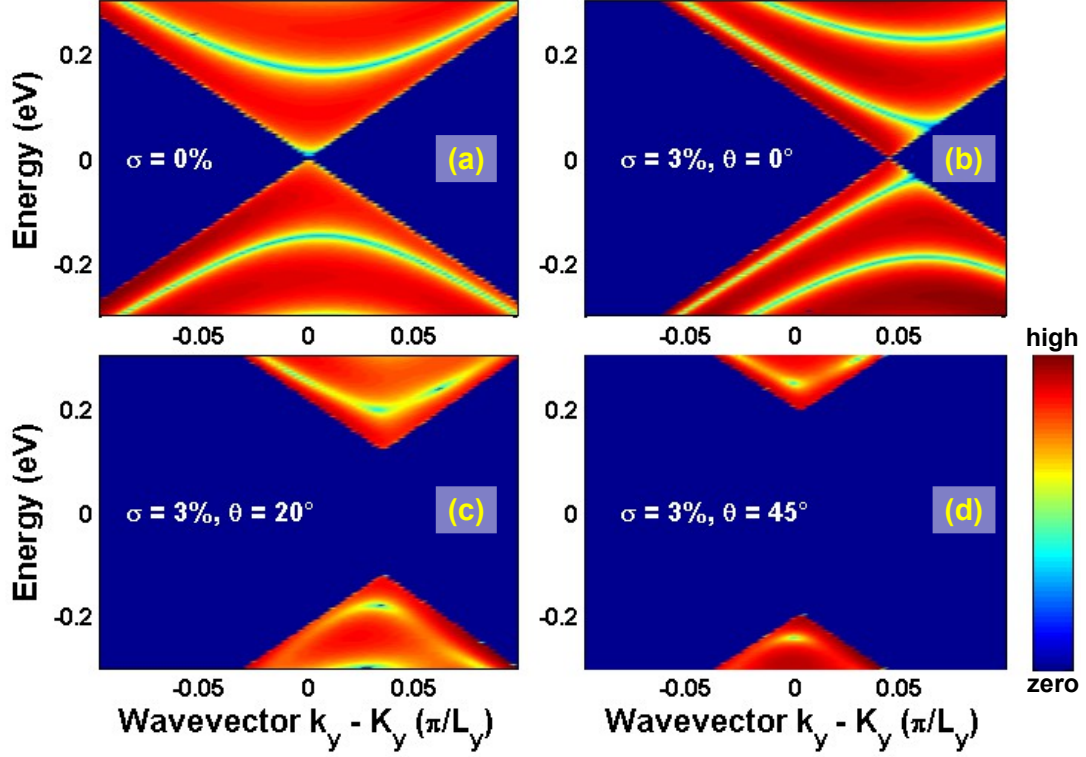 0.2
0
-0.2
Energy (eV)
σ = 0%
(a)
-0.05
0
0.05
0.2
0
-0.2
σ = 3%, θ = 0°
(b)
-0.05
0
0.05
0.2
0
-0.2
Energy (eV)
σ = 3%, θ = 20°
(c)
-0.05
0
0.05
Wavevector k_y - K_y (π/L_y)
0.2
0
-0.2
σ = 3%, θ = 45°
(d)
-0.05
0
0.05
Wavevector k_y - K_y (π/L_y)
high
zero